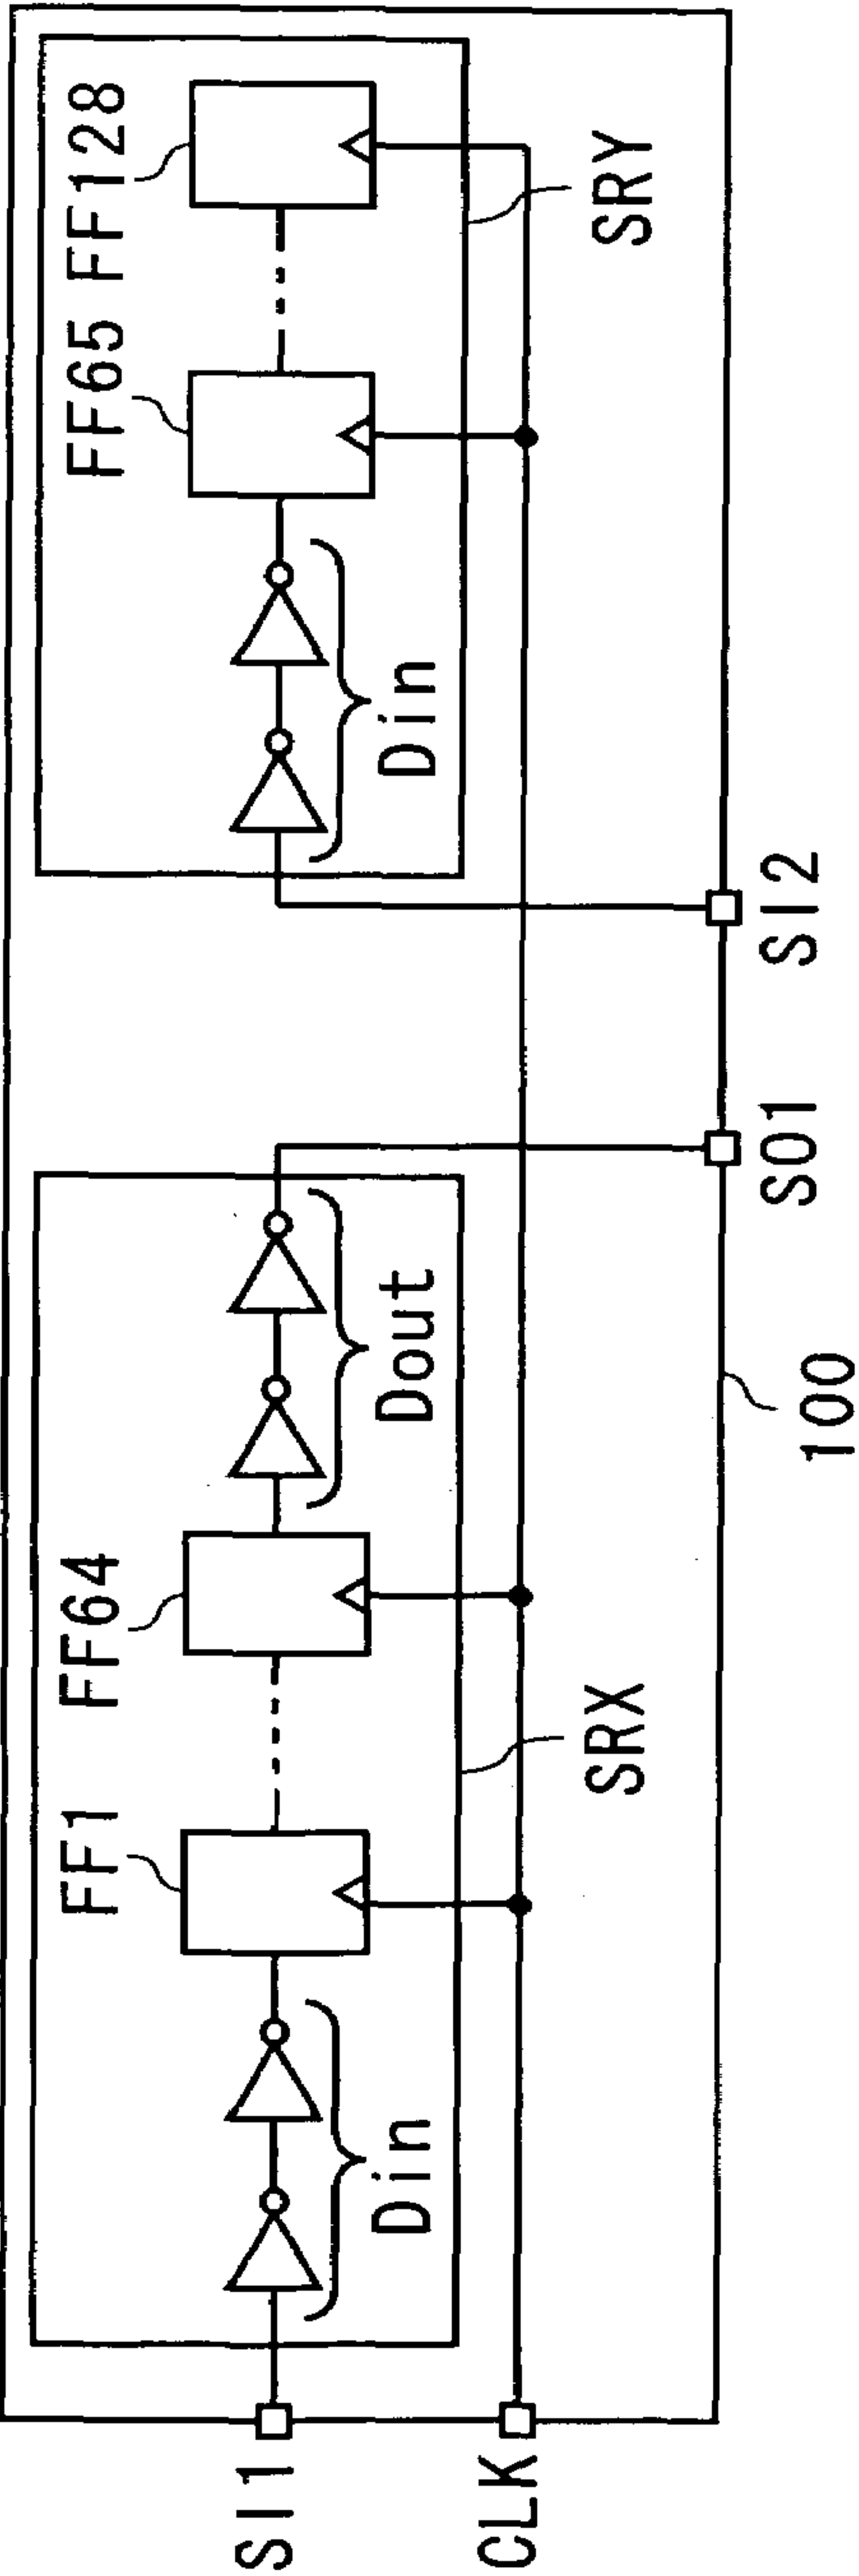 FF1
FF64
FF65
FF128
Din
Dout
Din
SRX
SRY
SI1
CLK
100
SO1
SI2